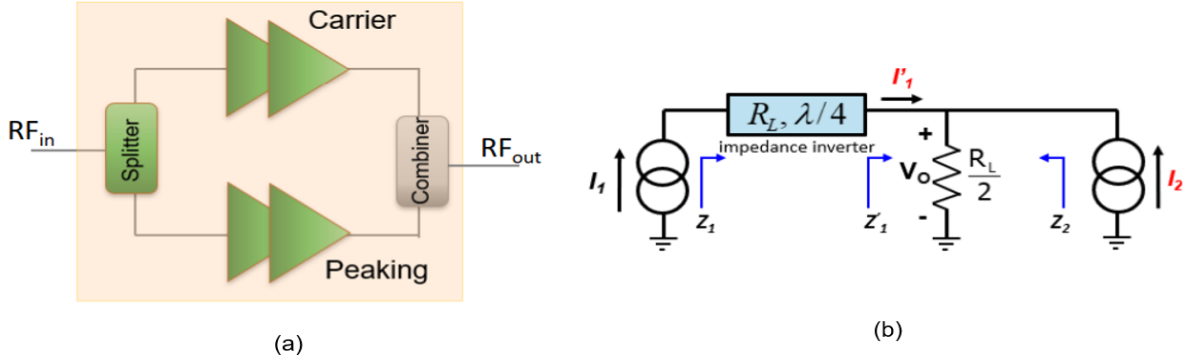 Carrier
RFin
Splitter
Combiner
RFout
Peaking
(a)
I'1
RL, λ/4
impedance inverter
I1
Z1
Z'1
+
Vo
-
RL
2
Z2
I2
(b)